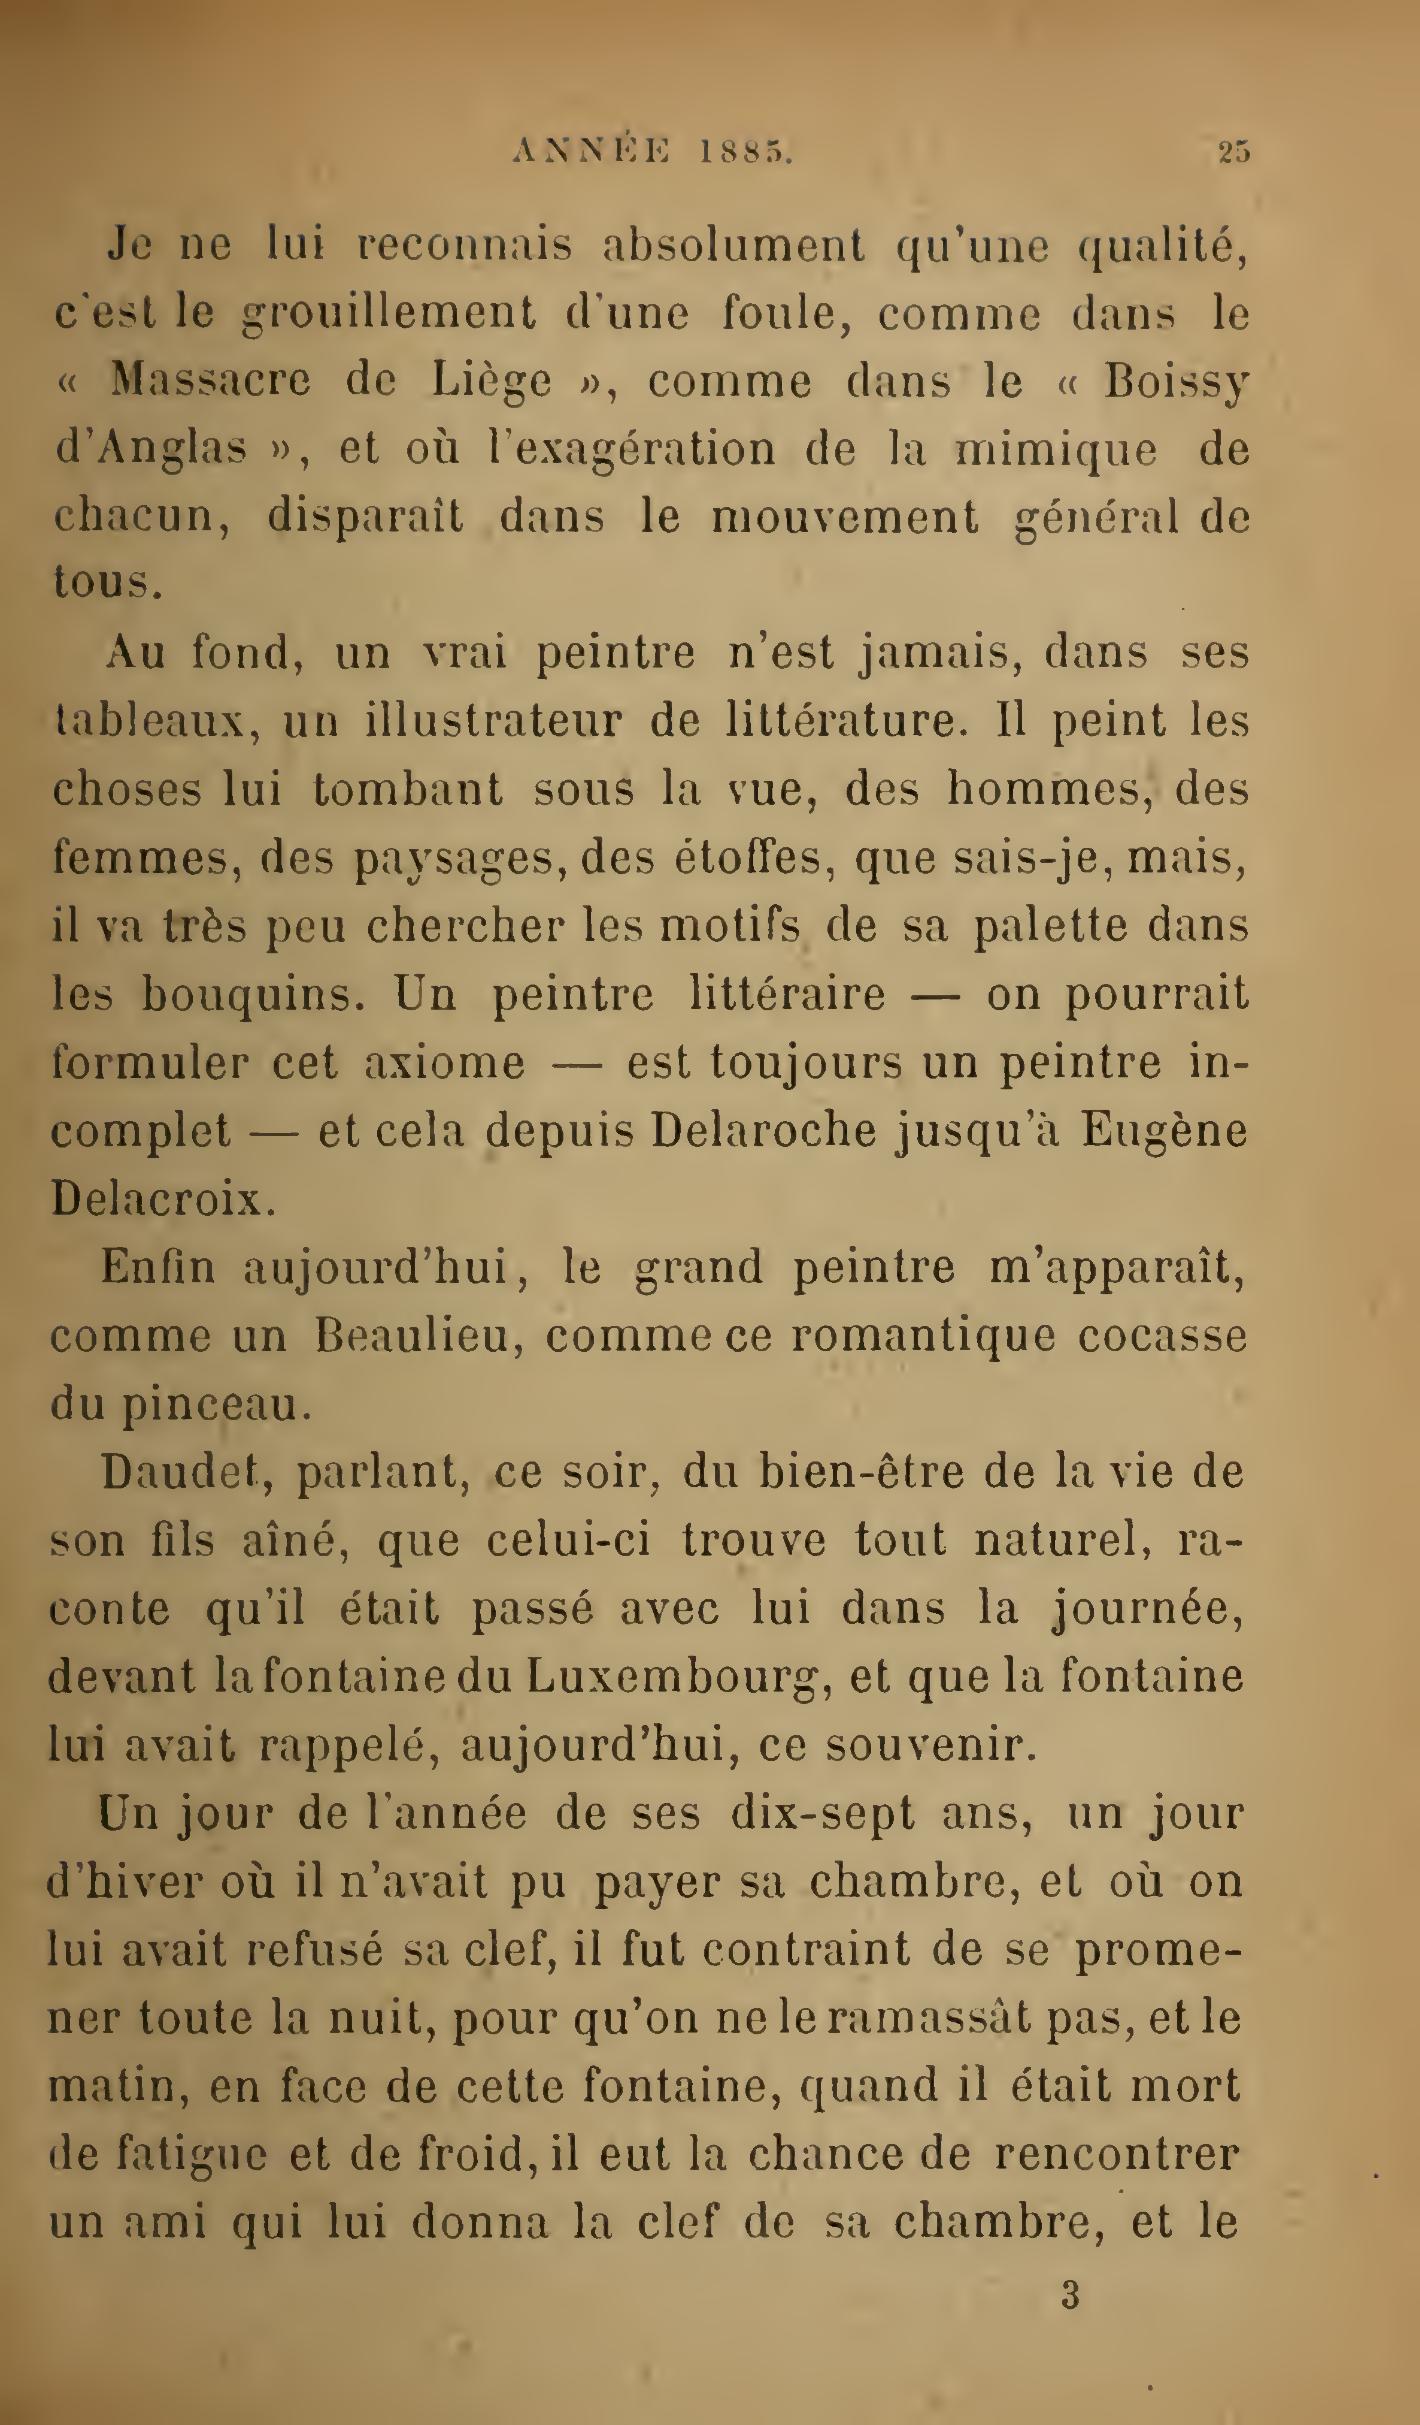 ANNÉE 1885. 25
Je ne lui reconnais absolument qu'une qualité,
c'est le grouillement d'une foule, comme dans le
« Massacre de Liège », comme dans le « Boissy
d'Anglas », et où l'exagération de la mimique de
chacun, disparaît dans le mouvement général de
tous.
Au fond, un vrai peintre n'est jamais, dans ses
tableaux, un illustrateur de littérature. Il peint les
choses lui tombant sous la vue, des hommes, des
femmes, des paysages, des étoffes, que sais-je, mais,
il va très peu chercher les motifs de sa palette dans
les bouquins. Un peintre littéraire — on pourrait
formuler cet axiome — est toujours un peintre in-
complet — et cela depuis Delaroche jusqu'à Eugène
Delacroix.
Enfin aujourd'hui, le grand peintre m'apparaît,
comme un Beaulieu, comme ce romantique cocasse
du pinceau.
Daudet, parlant, ce soir, du bien-être de la vie de
son fils aîné, que celui-ci trouve tout naturel, ra-
conte qu'il était passé avec lui dans la journée,
devant la fontaine du Luxembourg, et que la fontaine
lui avait rappelé, aujourd'hui, ce souvenir.
Un jour de l'année de ses dix-sept ans, un jour
d'hiver où il n'avait pu payer sa chambre, et où on
lui avait refusé sa clef, il fut contraint de se prome-
ner toute la nuit, pour qu'on ne le ramassât pas, et le
matin, en face de cette fontaine, quand il était mort
de fatigue et de froid, il eut la chance de rencontrer
un ami qui lui donna la clef de sa chambre, et le
3